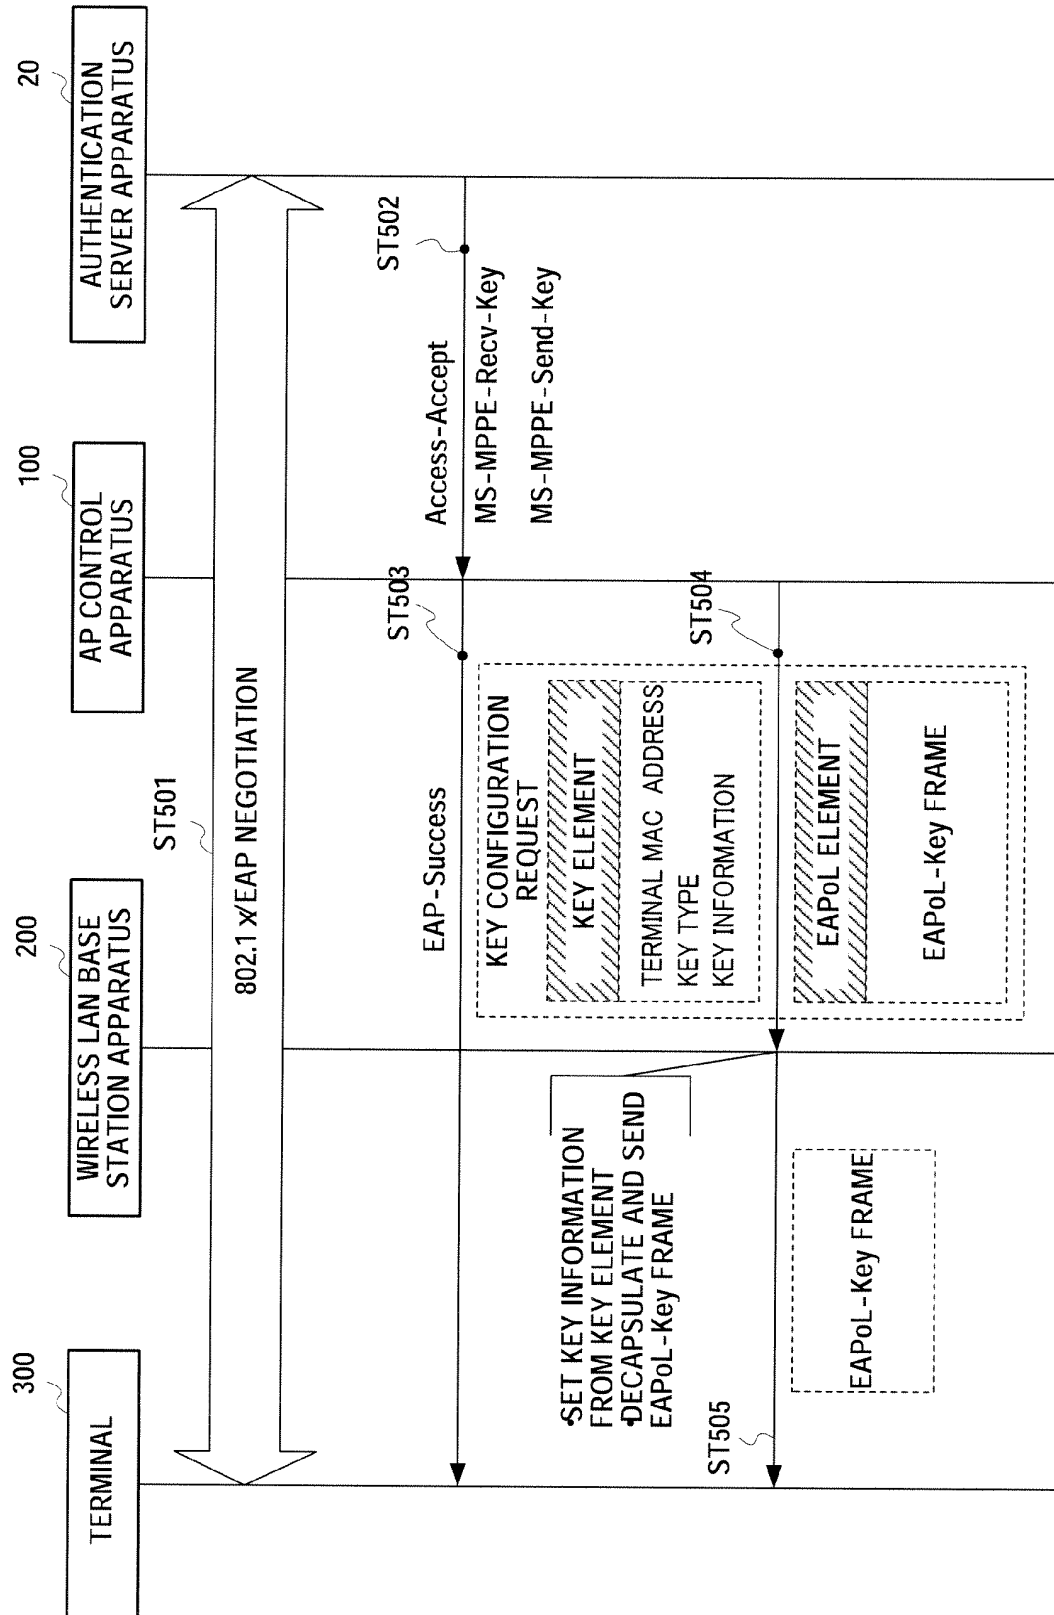 300
TERMINAL
200
WIRELESS LAN BASE
STATION APPARATUS
100
AP CONTROL
APPARATUS
20
AUTHENTICATION
SERVER APPARATUS
ST501
802.1 x/EAP NEGOTIATION
ST502
Access-Accept
MS-MPPE-Recv-Key
MS-MPPE-Send-Key
ST503
EAP-Success
KEY CONFIGURATION
REQUEST
KEY ELEMENT
TERMINAL MAC ADDRESS
KEY TYPE
KEY INFORMATION
ST504
EAPoL ELEMENT
EAPoL-Key FRAME
•SET KEY INFORMATION
FROM KEY ELEMENT
•DECAPSULATE AND SEND
EAPoL-Key FRAME
ST505
EAPoL-Key FRAME